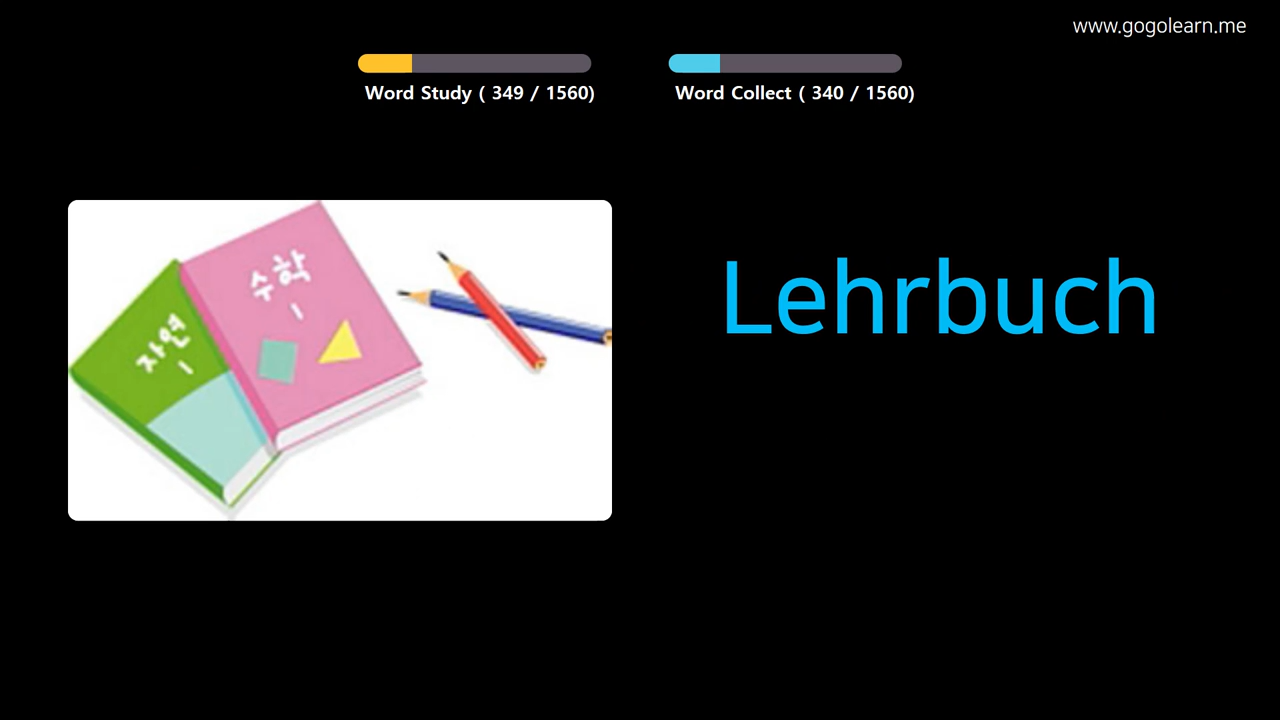 www.gogolearn.me
Word Study ( 349 / 1560)
Word Collect ( 340 / 1560)
수학
1
자연
1
Lehrbuch